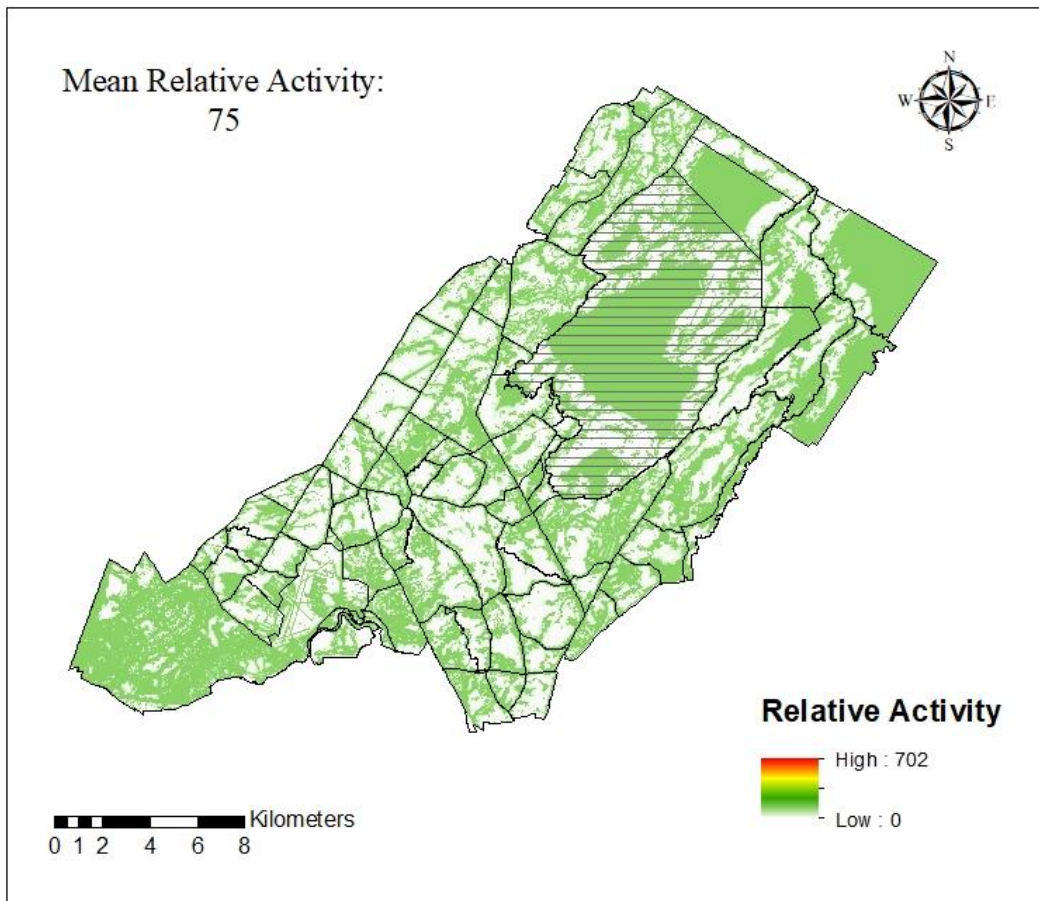 Mean Relative Activity:
75
N
W E
S
Relative Activity
High : 702
Low : 0
Kilometers
0 1 2 4 6 8